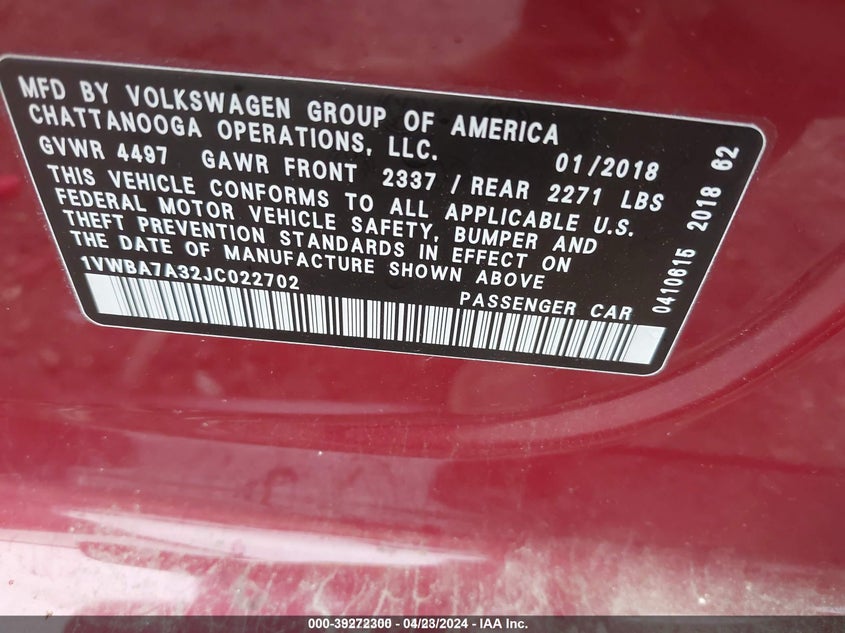 MFD BY VOLKSWAGEN GROUP OF AMERICA
CHATTANOOGA OPERATIONS, LLC. 01/2018
GVWR 4497 GAWR FRONT 2337 / REAR 2271 LBS
THIS VEHICLE CONFORMS TO ALL APPLICABLE U.S.
FEDERAL MOTOR VEHICLE SAFETY, BUMPER AND
THEFT PREVENTION STANDARDS IN EFFECT ON
THE DATE OF MANUFACTURE SHOWN ABOVE
1VWBA7A32JC022702 PASSENGER CAR
0410615 2018 62
000-39272300 - 04/23/2024 - IAA Inc.